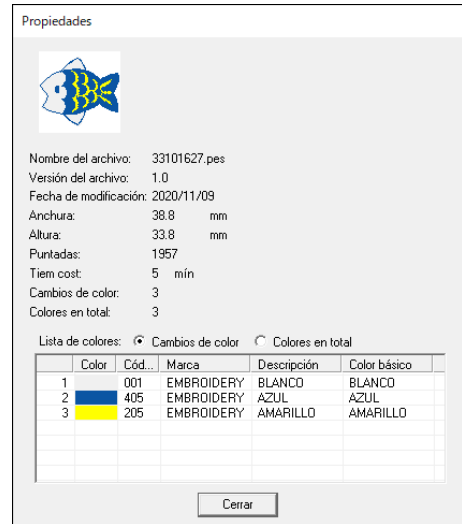 Propiedades
Nombre del archivo: 33101627.pes
Versión del archivo: 1.0
Fecha de modificación: 2020/11/09
Anchura: 38.8 mm
Altura: 33.8 mm
Puntadas: 1957
Tiem cost: 5 mín
Cambios de color: 3
Colores en total: 3
Lista de colores: Cambios de color Colores en total
Color Cód... Marca Descripción Color básico
1 001 EMBROIDERY BLANCO BLANCO
2 405 EMBROIDERY AZUL AZUL
3 205 EMBROIDERY AMARILLO AMARILLO
Cerrar